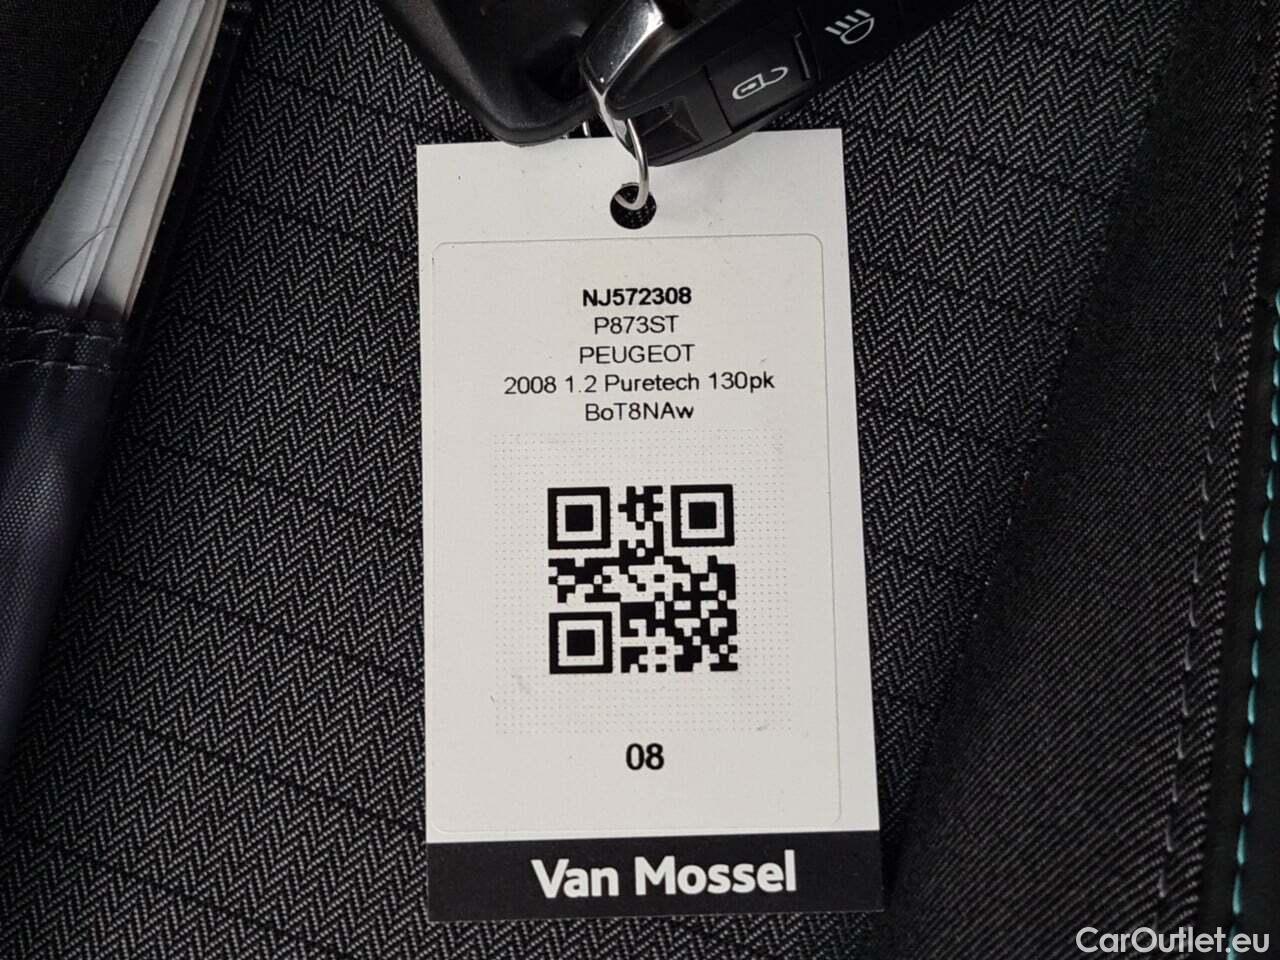 NJ572308
P873ST
PEUGEOT
2008 1.2 Puretech 130pk
BoT8NAw
08
Van Mossel
CarOutlet.eu